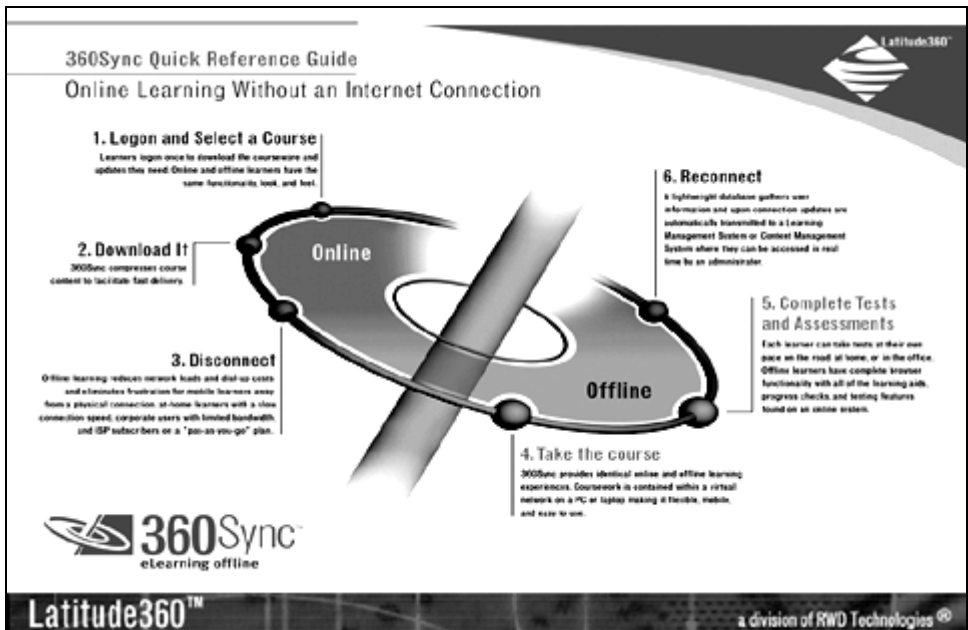 Latitude360™
360Sync Quick Reference Guide
Online Learning Without an Internet Connection
1. Logon and Select a Course
Learners logon once to download the courseware and
updates they need. Online and offline learners have the
same functionality, look, and feel.
2. Download It
360Sync compresses course
content to facilitate fast delivery.
3. Disconnect
Offline learning reduces network loads and dial-up costs
and eliminates frustration for mobile learners away
from a physical connection, at-home learners with a slow
connection speed, corporate users with limited bandwidth,
and ISP subscribers on a "pay-as-you-go" plan.
Online
Offline
4. Take the course
360Sync provides identical online and offline learning
experiences. Coursework is contained within a virtual
network on a PC or laptop making it flexible, mobile,
and easy to use.
5. Complete Tests
and Assessments
Each learner can take tests at their own
pace on the road, at home, or in the office.
Offline learners have complete browser
functionality with all of the learning aids,
progress checks, and testing features
found on an online system.
6. Reconnect
A lightweight database gathers user
information and upon connection updates are
automatically transmitted to a Learning
Management System or Content Management
System where they can be accessed in real
time by an administrator.
360Sync™
eLearning offline
Latitude360™
a division of RWD Technologies ®